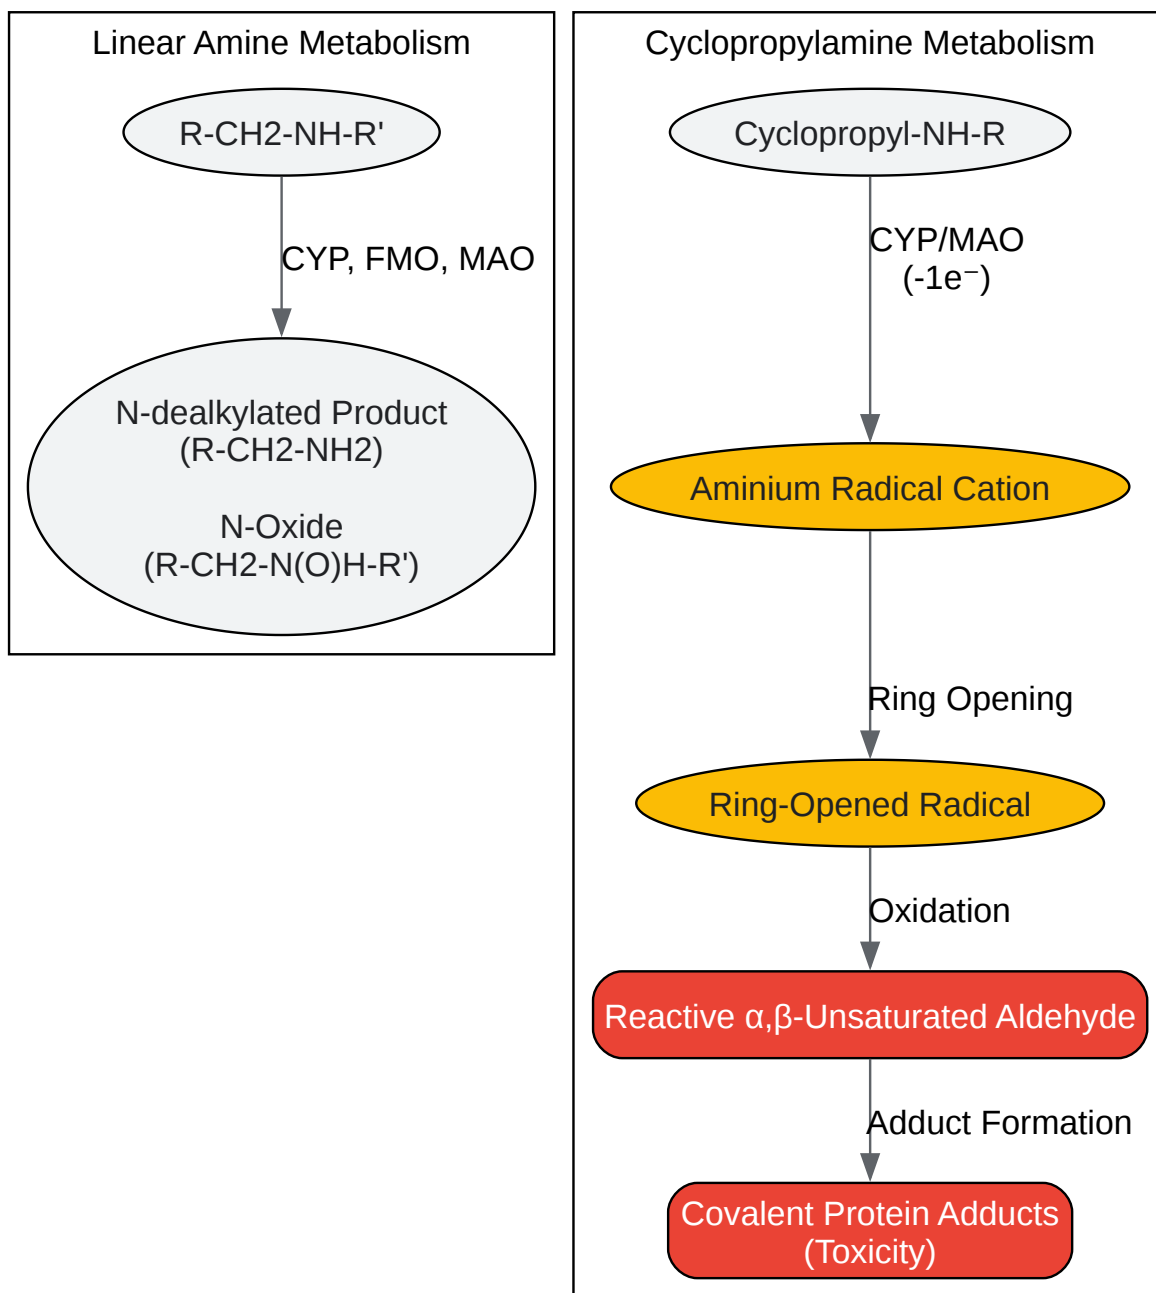 Linear Amine Metabolism
R-CH2-NH-R'
CYP, FMO, MAO
N-dealkylated Product
(R-CH2-NH2)
N-Oxide
(R-CH2-N(O)H-R')
Cyclopropylamine Metabolism
Cyclopropyl-NH-R
CYP/MAO
(-1e⁻)
Aminium Radical Cation
Ring Opening
Ring-Opened Radical
Oxidation
Reactive α,β-Unsaturated Aldehyde
Adduct Formation
Covalent Protein Adducts
(Toxicity)